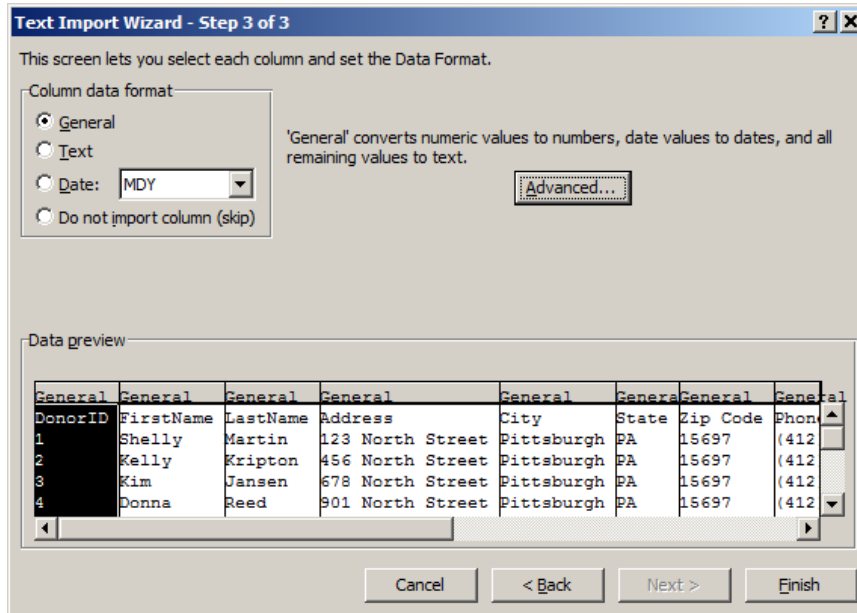 Text Import Wizard - Step 3 of 3
This screen lets you select each column and set the Data Format.
Column data format
General
Text
Date: MDY
Do not import column (skip)
'General' converts numeric values to numbers, date values to dates, and all
remaining values to text.
Advanced...
Data preview
General General General General General Genera General General
DonorID FirstName LastName Address City State Zip Code Phon
1 Shelly Martin 123 North Street Pittsburgh PA 15697 (412
2 Kelly Kripton 456 North Street Pittsburgh PA 15697 (412
3 Kim Jansen 678 North Street Pittsburgh PA 15697 (412
4 Donna Reed 901 North Street Pittsburgh PA 15697 (412
Cancel < Back Next > Finish